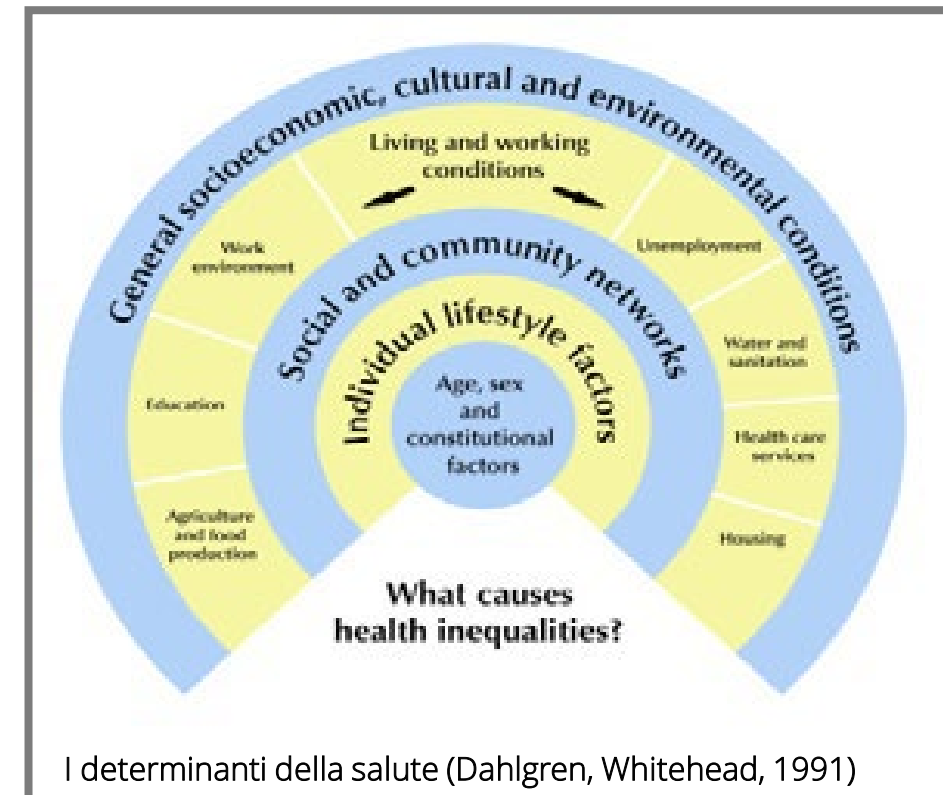 General socioeconomic, cultural and environmental conditions
Living and working
conditions
Work
environment
Unemployment
Social and community networks
Water and
sanitation
Individual lifestyle factors
Education
Age, sex
and
constitutional
factors
Health care
services
Agriculture
and food
production
Housing
What causes
health inequalities?
I determinanti della salute (Dahlgren, Whitehead, 1991)